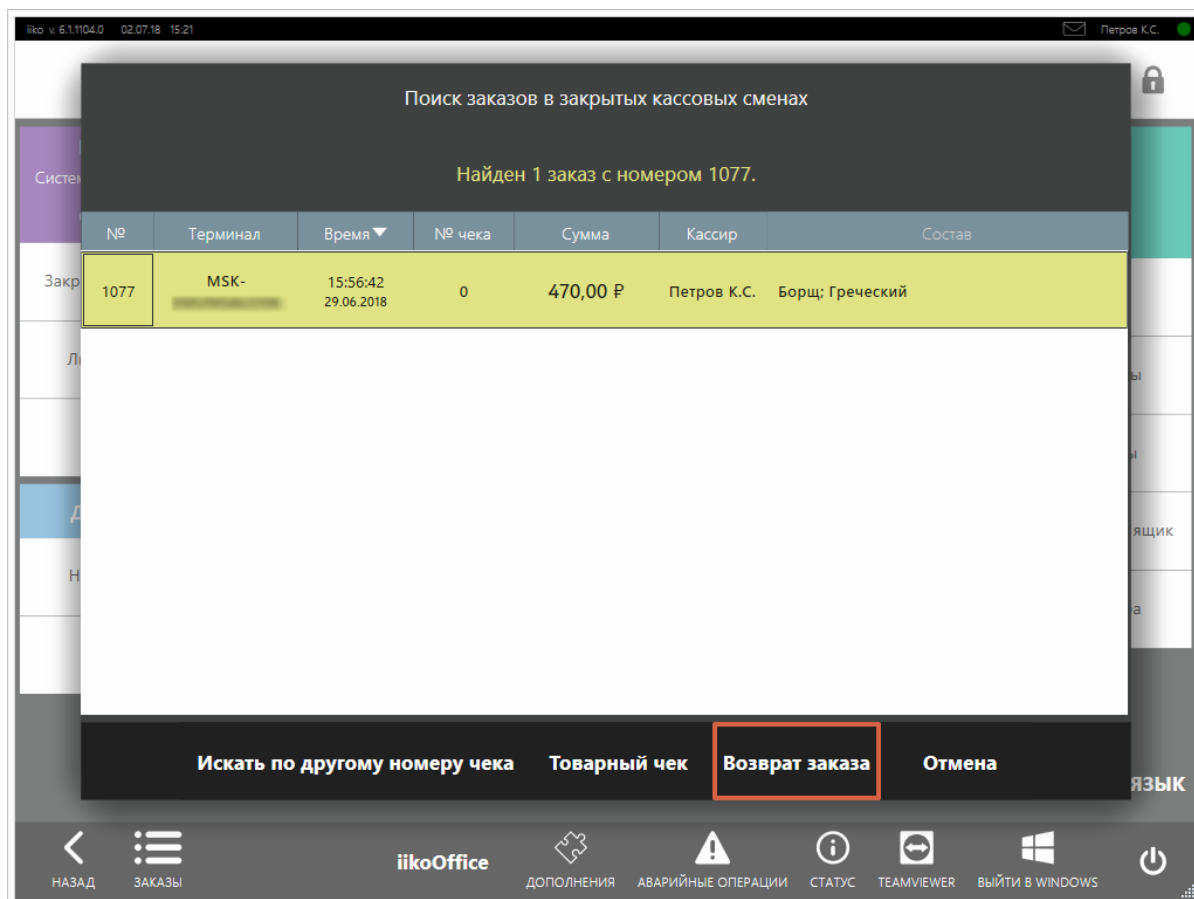 iiko v. 6.1.1104.0 02.07.18 15:21 Петров К.С.
Поиск заказов в закрытых кассовых сменах
Найден 1 заказ с номером 1077.
№ Терминал Время № чека Сумма Кассир Состав
1077 MSK- 15:56:42 29.06.2018 0 470,00 ₽ Петров К.С. Борщ; Греческий
ящик
Искать по другому номеру чека Товарный чек Возврат заказа Отмена
язык
НАЗАД ЗАКАЗЫ iikoOffice ДОПОЛНЕНИЯ АВАРИЙНЫЕ ОПЕРАЦИИ СТАТУС TEAMVIEWER ВЫЙТИ В WINDOWS